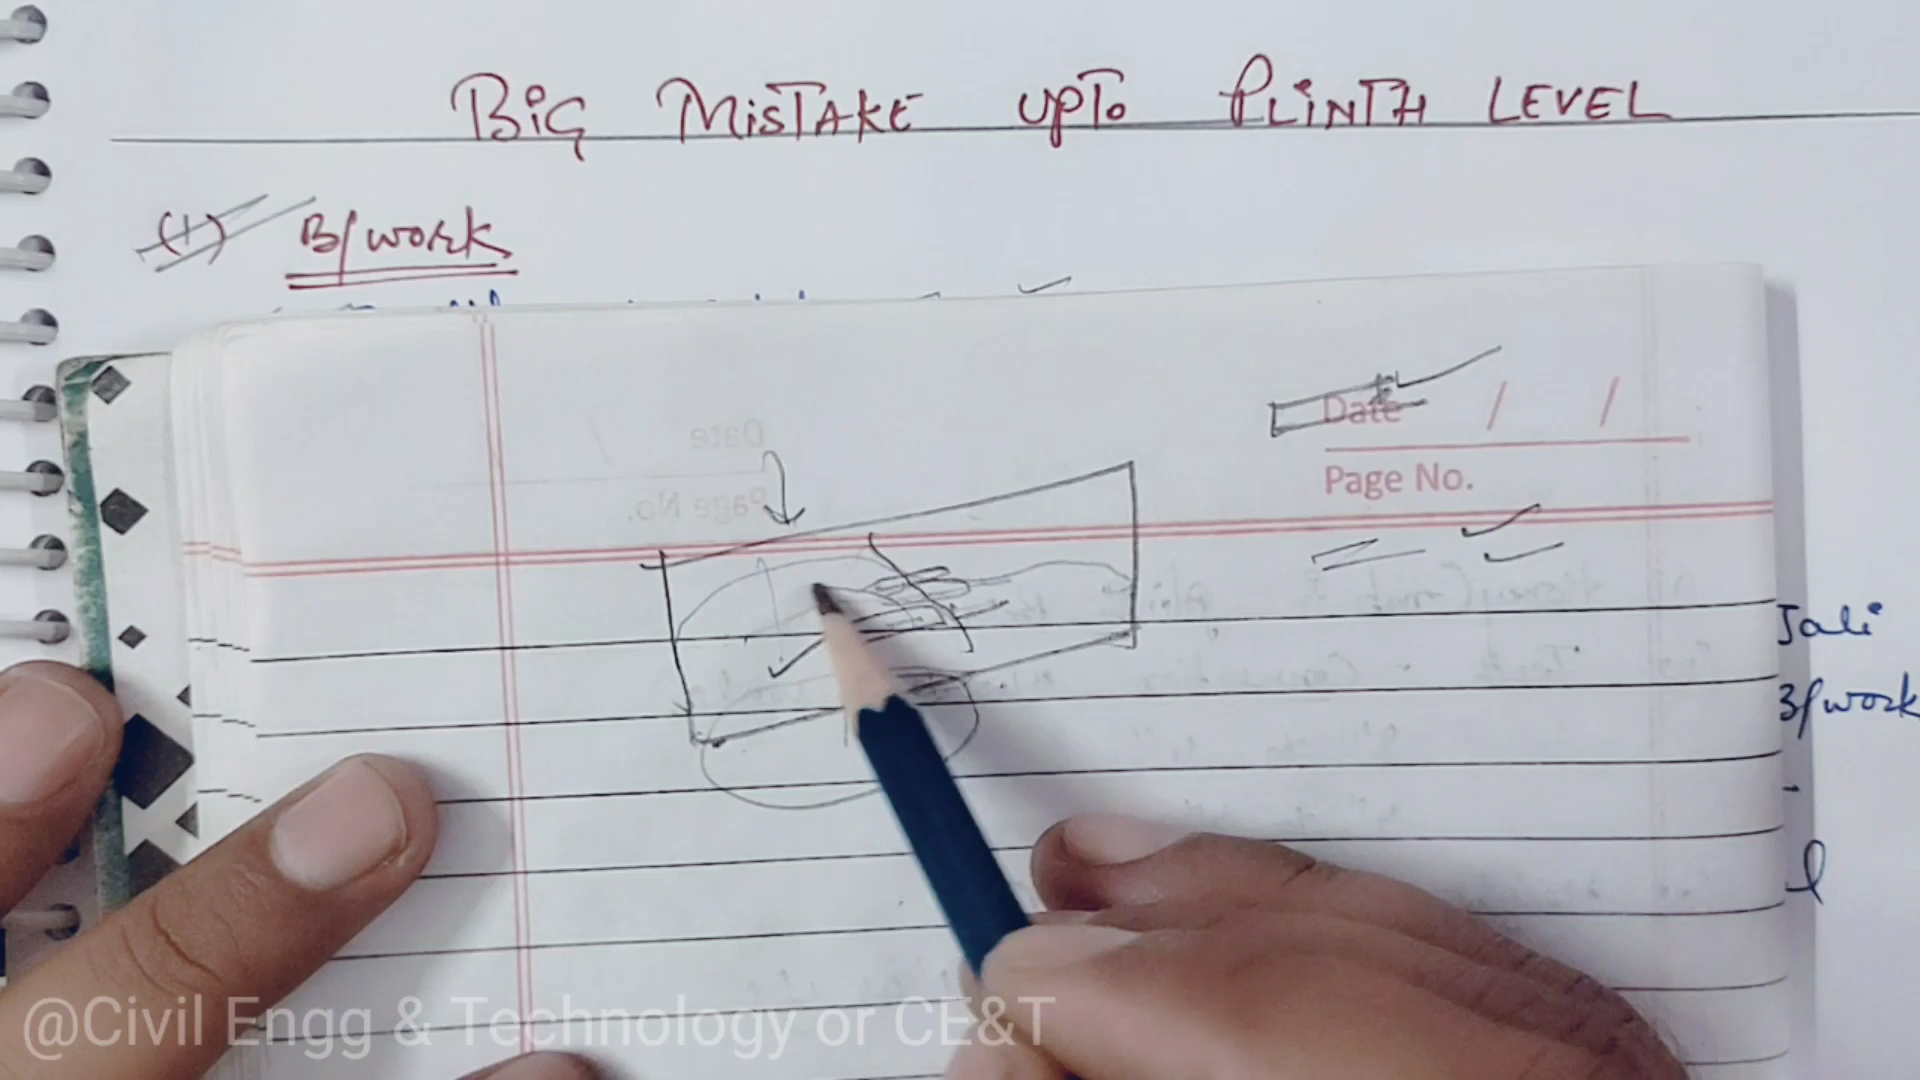 BIG MISTAKE UPTO PLINTH LEVEL
(1) B/work
Date / /
Page No.
Jali
B/work
-
@Civil Engg & Technology or CE&T